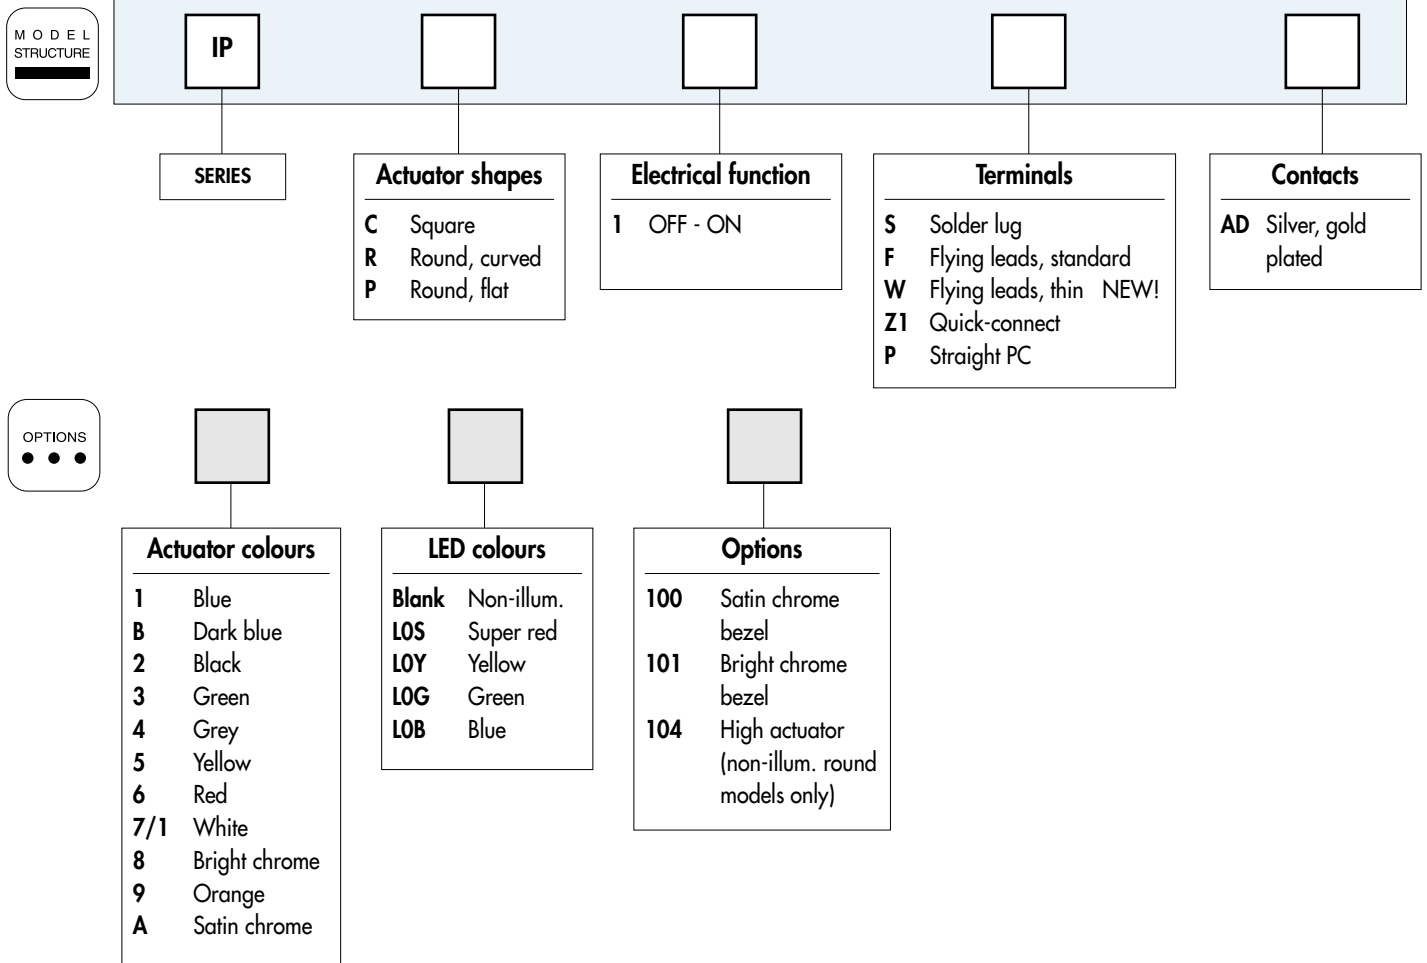 MODEL
STRUCTURE
IP
SERIES
Actuator shapes
C Square
R Round, curved
P Round, flat
Electrical function
1 OFF - ON
Terminals
S Solder lug
F Flying leads, standard
W Flying leads, thin NEW!
Z1 Quick-connect
P Straight PC
Contacts
AD Silver, gold
plated
OPTIONS
Actuator colours
1 Blue
B Dark blue
2 Black
3 Green
4 Grey
5 Yellow
6 Red
7/1 White
8 Bright chrome
9 Orange
A Satin chrome
LED colours
Blank Non-illum.
L0S Super red
L0Y Yellow
L0G Green
L0B Blue
Options
100 Satin chrome
bezel
101 Bright chrome
bezel
104 High actuator
(non-illum. round
models only)